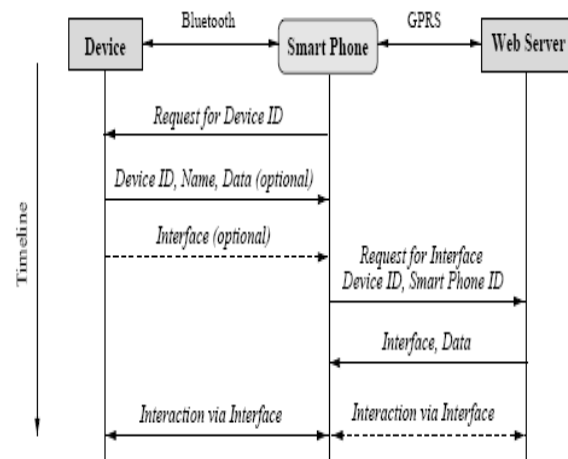 Bluetooth
GPRS
Device
Smart Phone
Web Server
Request for Device ID
Device ID, Name, Data (optional)
Interface (optional)
Request for Interface
Device ID, Smart Phone ID
Interface, Data
Interaction via Interface
Interaction via Interface
Timeline